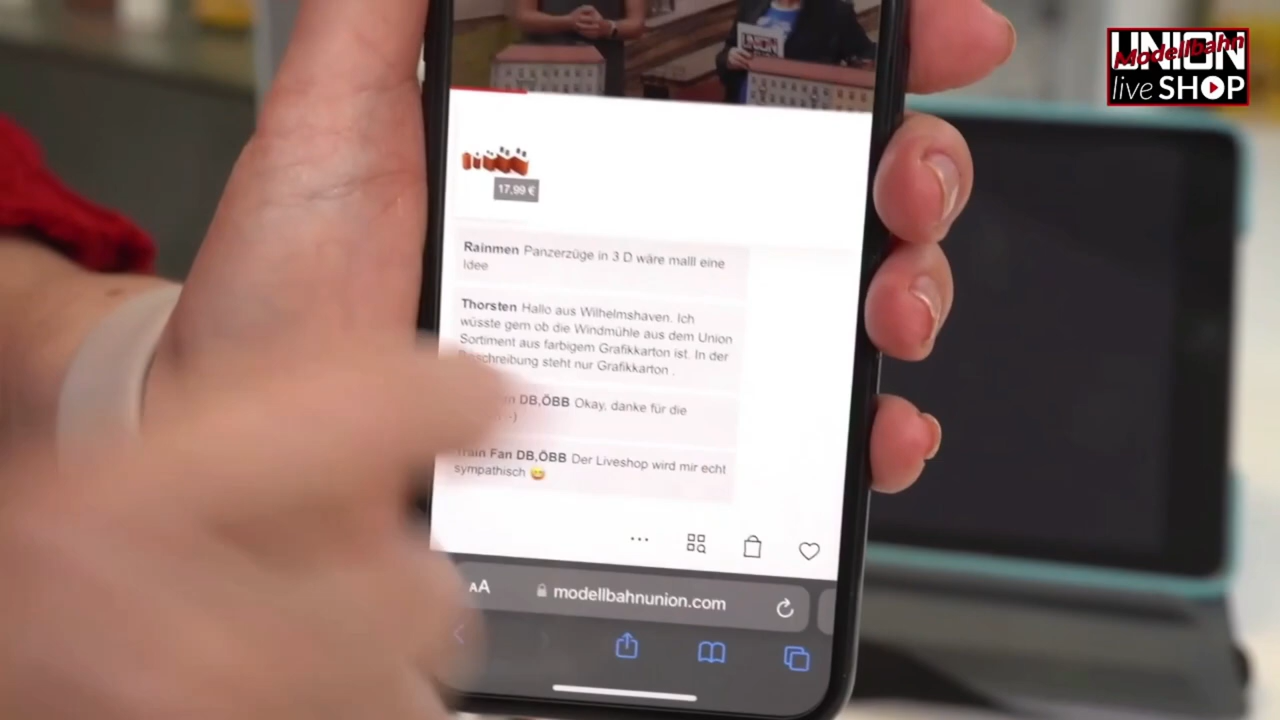 UNION
Modellbahn
live SHOP
UNION
17,99 €
Rainmen Panzerzüge in 3 D wäre malll eine
Idee
Thorsten Hallo aus Wilhelmshaven. Ich
wüsste gern ob die Windmühle aus dem Union
Sortiment aus farbigem Grafikkarton ist. In der
Beschreibung steht nur Grafikkarton .
DB,ÖBB Okay, danke für die
:-)
Train Fan DB,ÖBB Der Liveshop wird mir echt
sympathisch 😅
AA
modellbahnunion.com